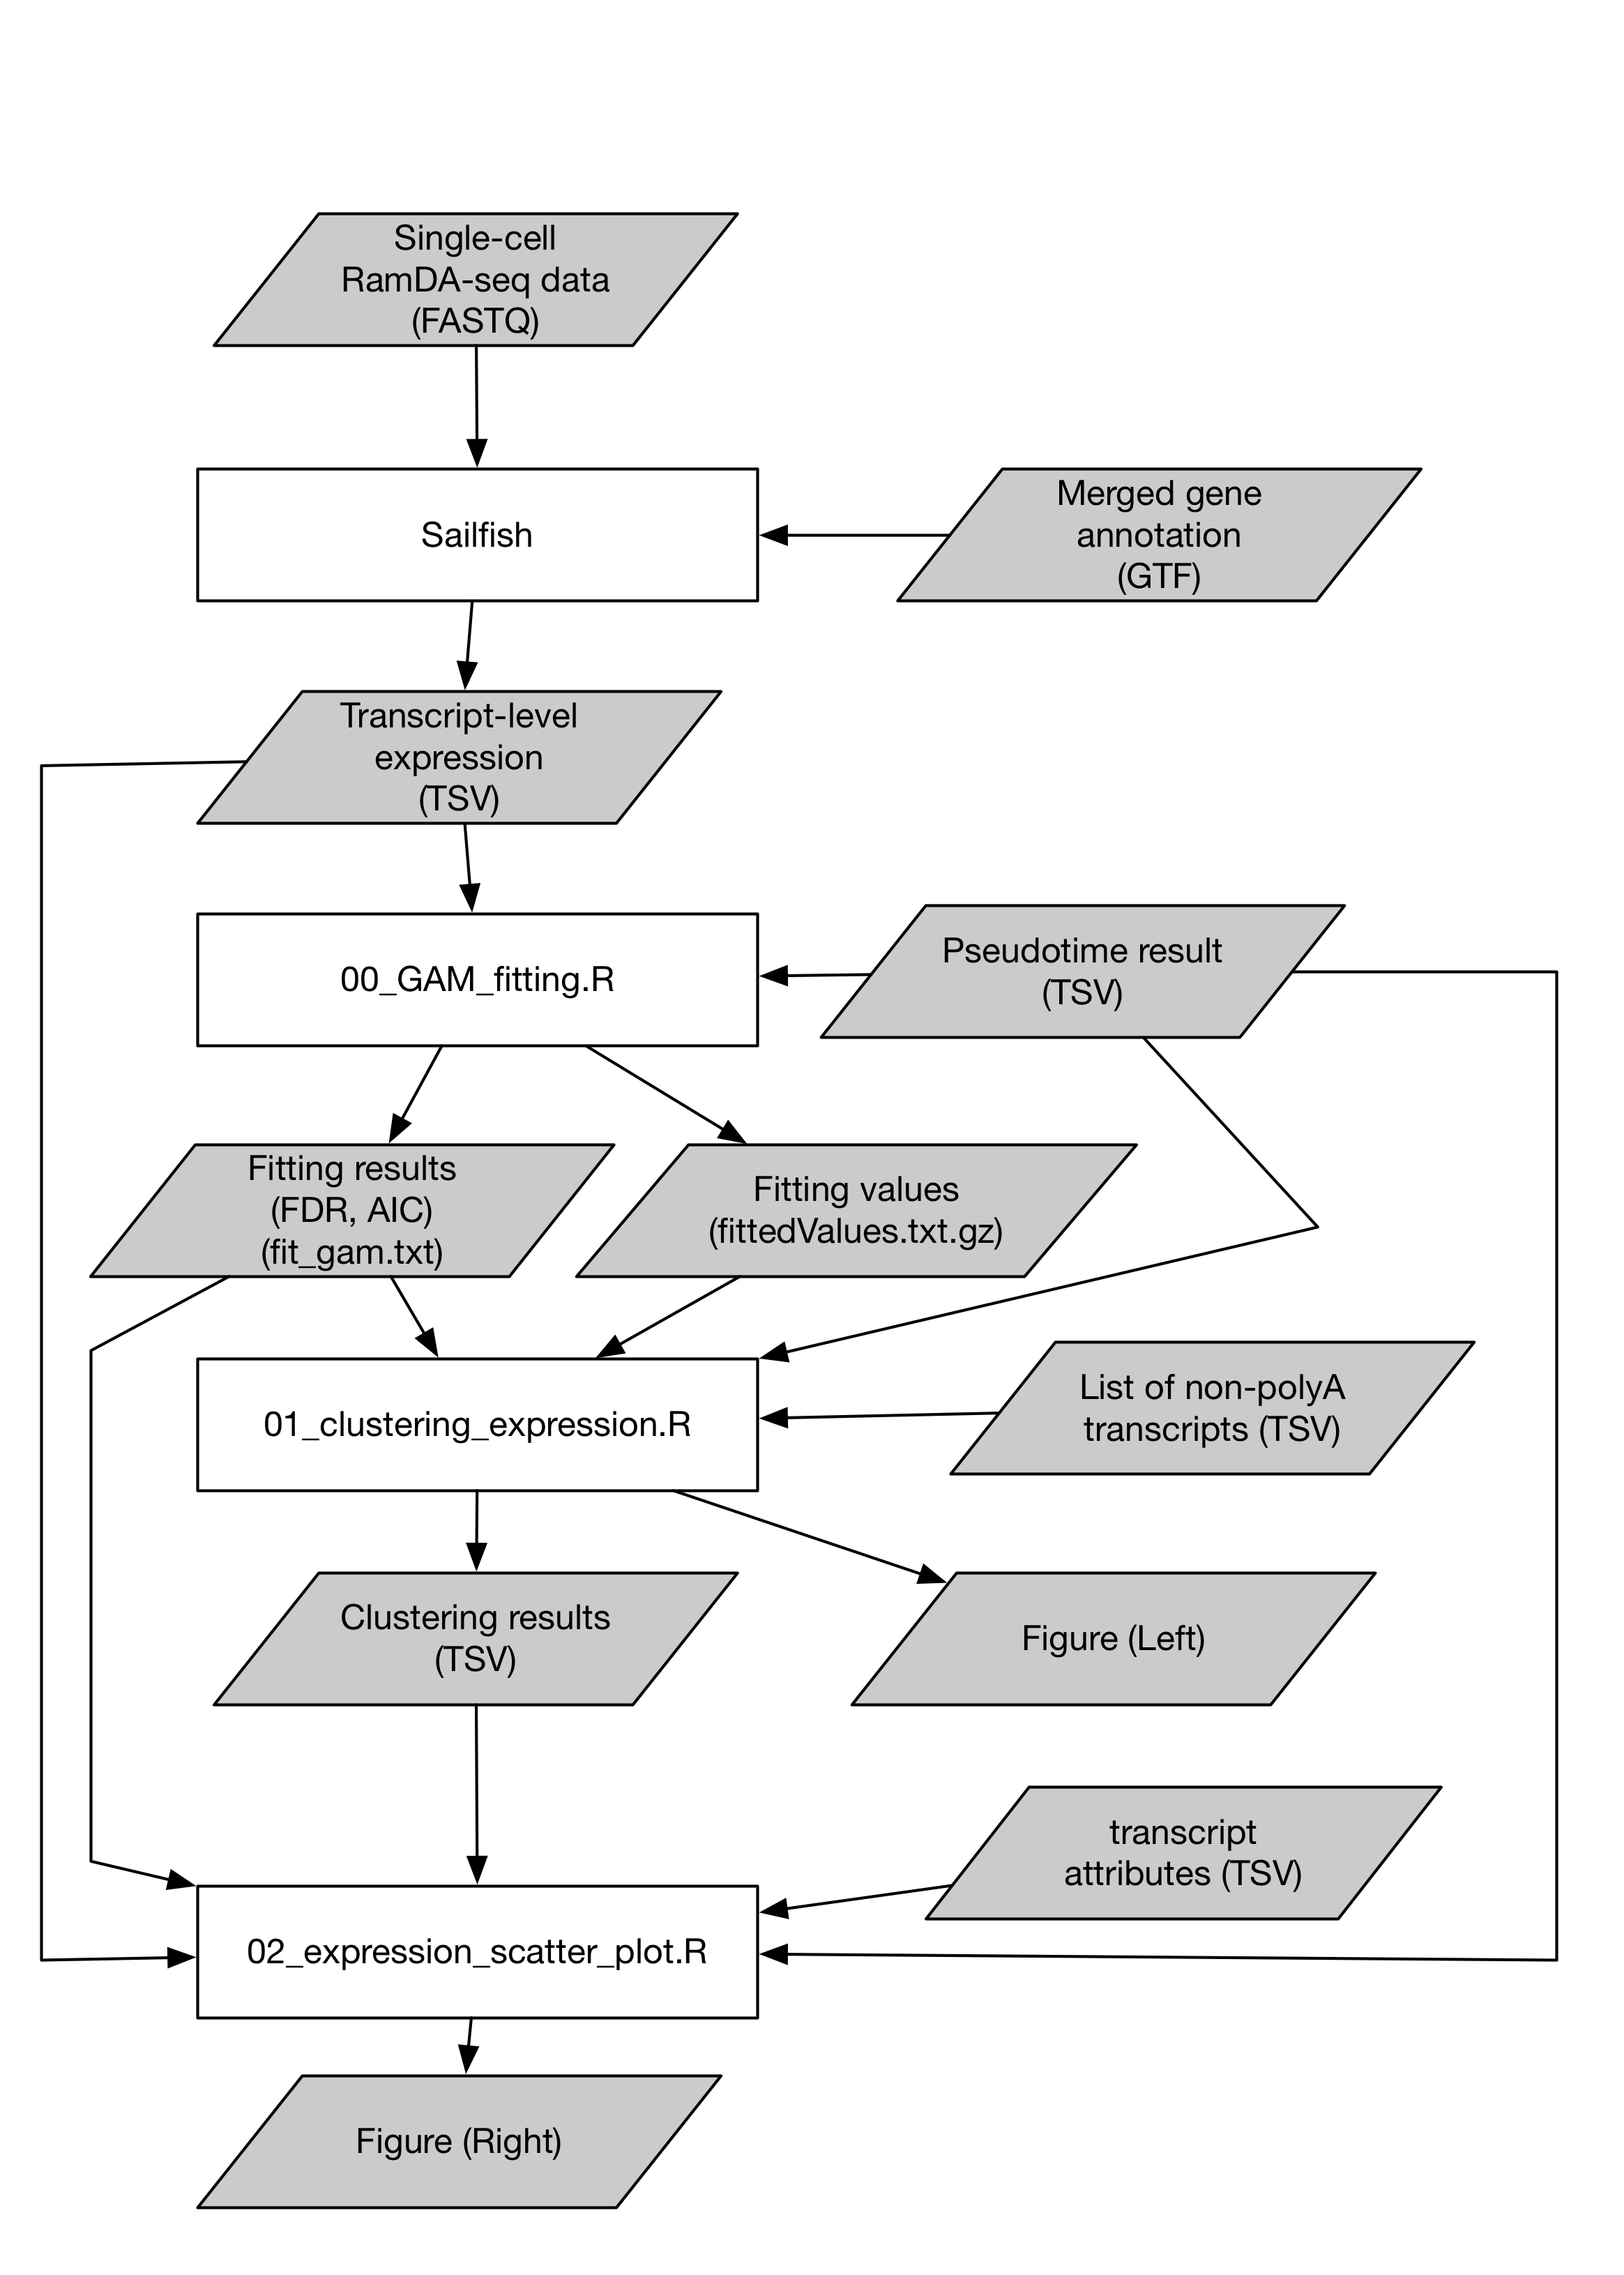 Single-cell
RamDA-seq data
(FASTQ)
Sailfish
Merged gene
annotation
(GTF)
Transcript-level
expression
(TSV)
00_GAM_fitting.R
Pseudotime result
(TSV)
Fitting results
(FDR, AIC)
(fit_gam.txt)
Fitting values
(fittedValues.txt.gz)
01_clustering_expression.R
List of non-polyA
transcripts (TSV)
Clustering results
(TSV)
Figure (Left)
transcript
attributes (TSV)
02_expression_scatter_plot.R
Figure (Right)